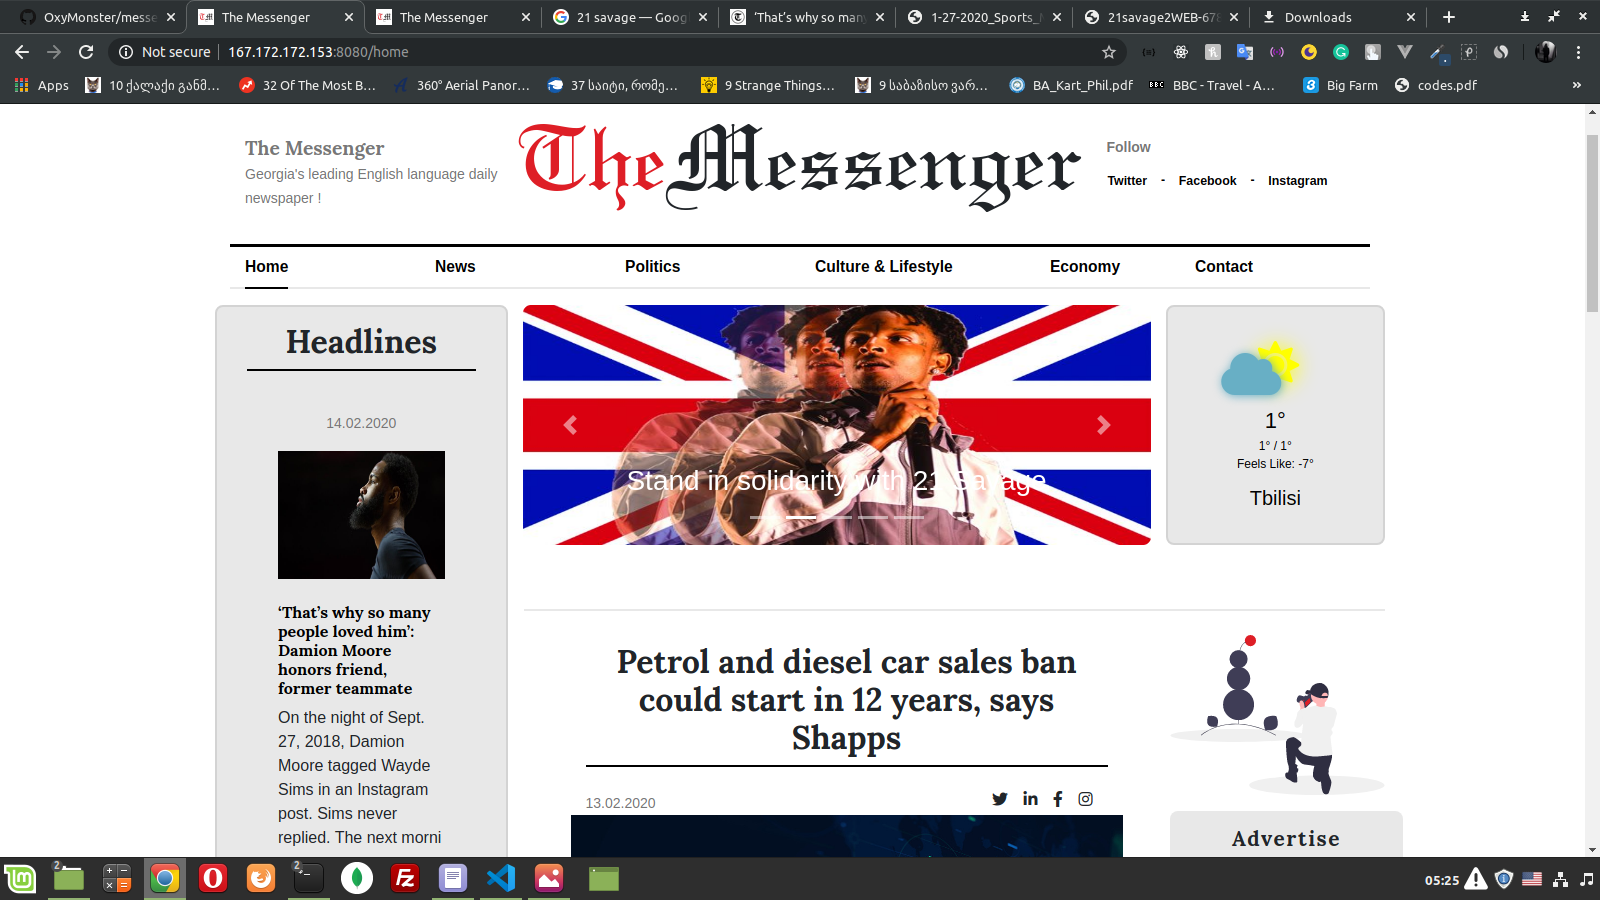 OxyMonster/messe
The Messenger
The Messenger
21 savage — Goog
‘That’s why so man
1-27-2020_Sports_
21savage2WEB-678
Downloads
Not secure
167.172.172.153:8080/home
Apps
10 ქალაქი განმ...
32 Of The Most B...
360° Aerial Panor...
37 საიტი, რომე...
9 Strange Things...
9 საბაზისო ვარ...
BA_Kart_Phil.pdf
BBC - Travel - A...
Big Farm
codes.pdf
»
The Messenger
Georgia's leading English language daily
newspaper !
The Messenger
Follow
Twitter - Facebook - Instagram
Home
News
Politics
Culture & Lifestyle
Economy
Contact
Headlines
14.02.2020
‘That’s why so many
people loved him’:
Damion Moore
honors friend,
former teammate
On the night of Sept.
27, 2018, Damion
Moore tagged Wayde
Sims in an Instagram
post. Sims never
replied. The next morni
Stand in solidarity with 21 Savage
1°
1° / 1°
Feels Like: -7°
Tbilisi
Petrol and diesel car sales ban
could start in 12 years, says
Shapps
13.02.2020
Advertise
2
2
05:25